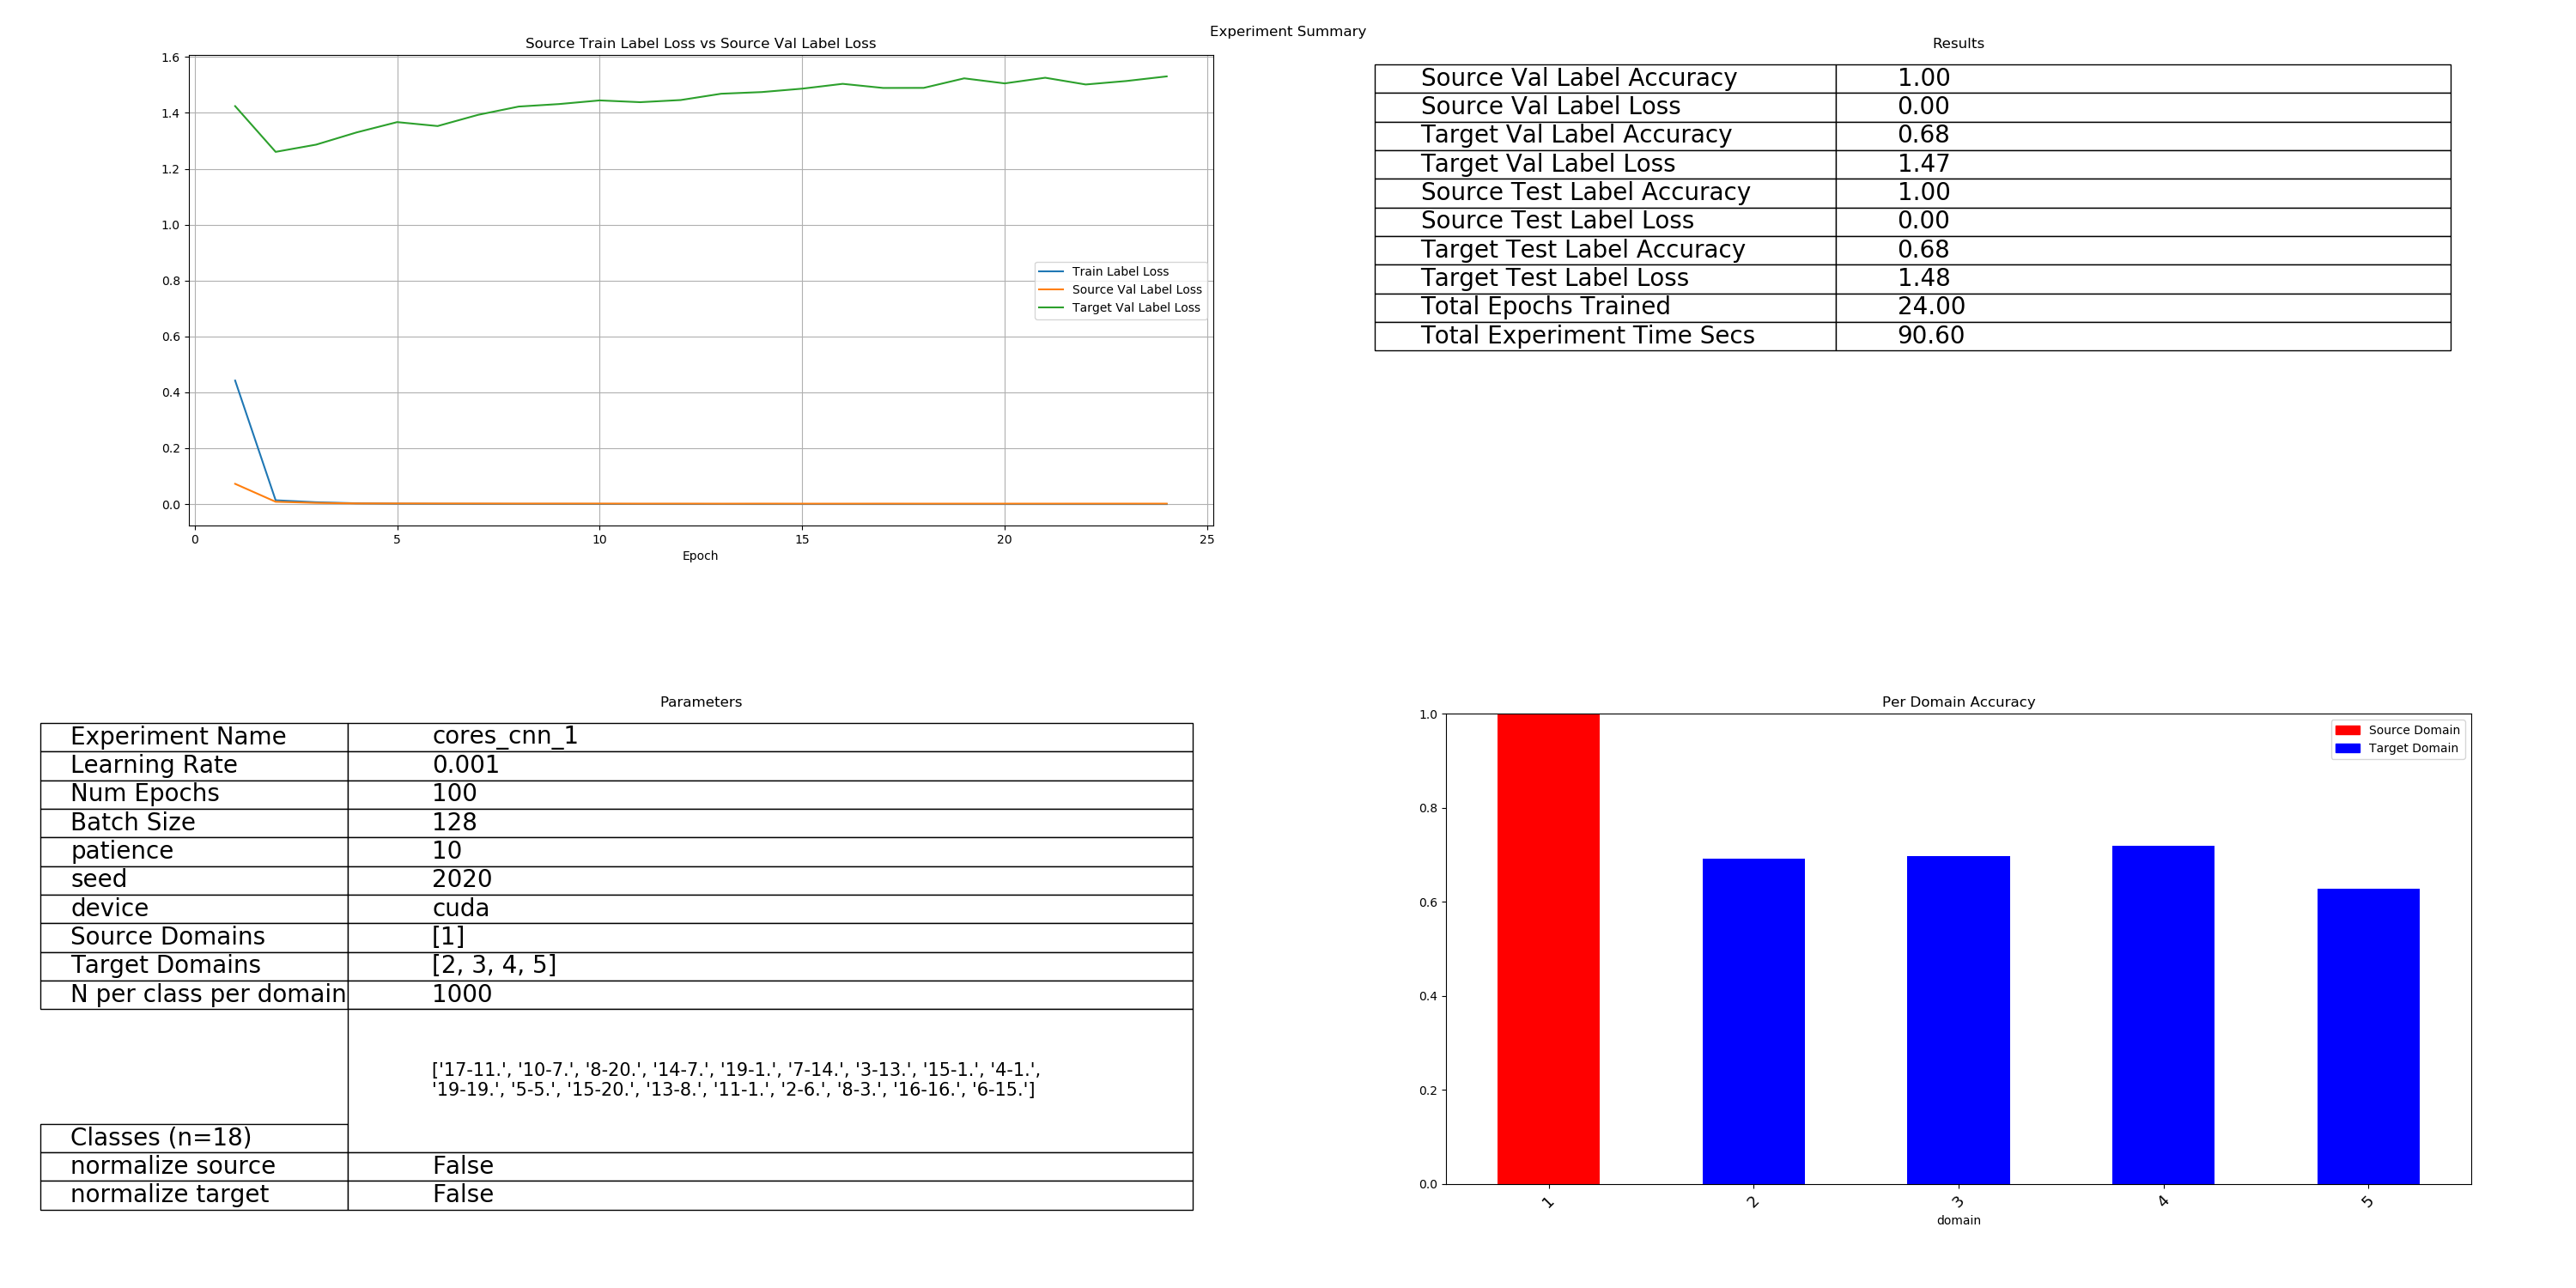 Experiment Summary
Source Train Label Loss vs Source Val Label Loss
1.6
1.4
1.2
1.0
0.8
0.6
0.4
0.2
0.0
0 5 10 15 20 25
Epoch
Train Label Loss
Source Val Label Loss
Target Val Label Loss
Results
Source Val Label Accuracy 1.00
Source Val Label Loss 0.00
Target Val Label Accuracy 0.68
Target Val Label Loss 1.47
Source Test Label Accuracy 1.00
Source Test Label Loss 0.00
Target Test Label Accuracy 0.68
Target Test Label Loss 1.48
Total Epochs Trained 24.00
Total Experiment Time Secs 90.60
Parameters
Experiment Name cores_cnn_1
Learning Rate 0.001
Num Epochs 100
Batch Size 128
patience 10
seed 2020
device cuda
Source Domains [1]
Target Domains [2, 3, 4, 5]
N per class per domain 1000
['17-11.', '10-7.', '8-20.', '14-7.', '19-1.', '7-14.', '3-13.', '15-1.', '4-1.',
'19-19.', '5-5.', '15-20.', '13-8.', '11-1.', '2-6.', '8-3.', '16-16.', '6-15.']
Classes (n=18)
normalize source False
normalize target False
Per Domain Accuracy
1.0
0.8
0.6
0.4
0.2
0.0
Source Domain
Target Domain
1 2 3 4 5
domain